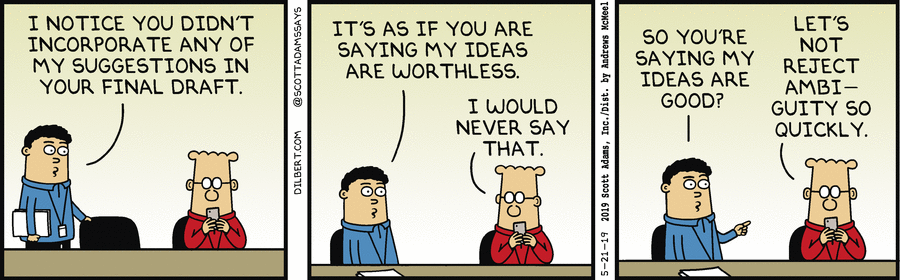 I NOTICE YOU DIDN'T
INCORPORATE ANY OF
MY SUGGESTIONS IN
YOUR FINAL DRAFT.
DILBERT.COM @SCOTTADAMSSAYS
IT'S AS IF YOU ARE
SAYING MY IDEAS
ARE WORTHLESS.
I WOULD
NEVER SAY
THAT.
5-21-19 2019 Scott Adams, Inc./Dist. by Andrews McMeel
SO YOU'RE
SAYING MY
IDEAS ARE
GOOD?
LET'S
NOT
REJECT
AMBI-
GUITY SO
QUICKLY.